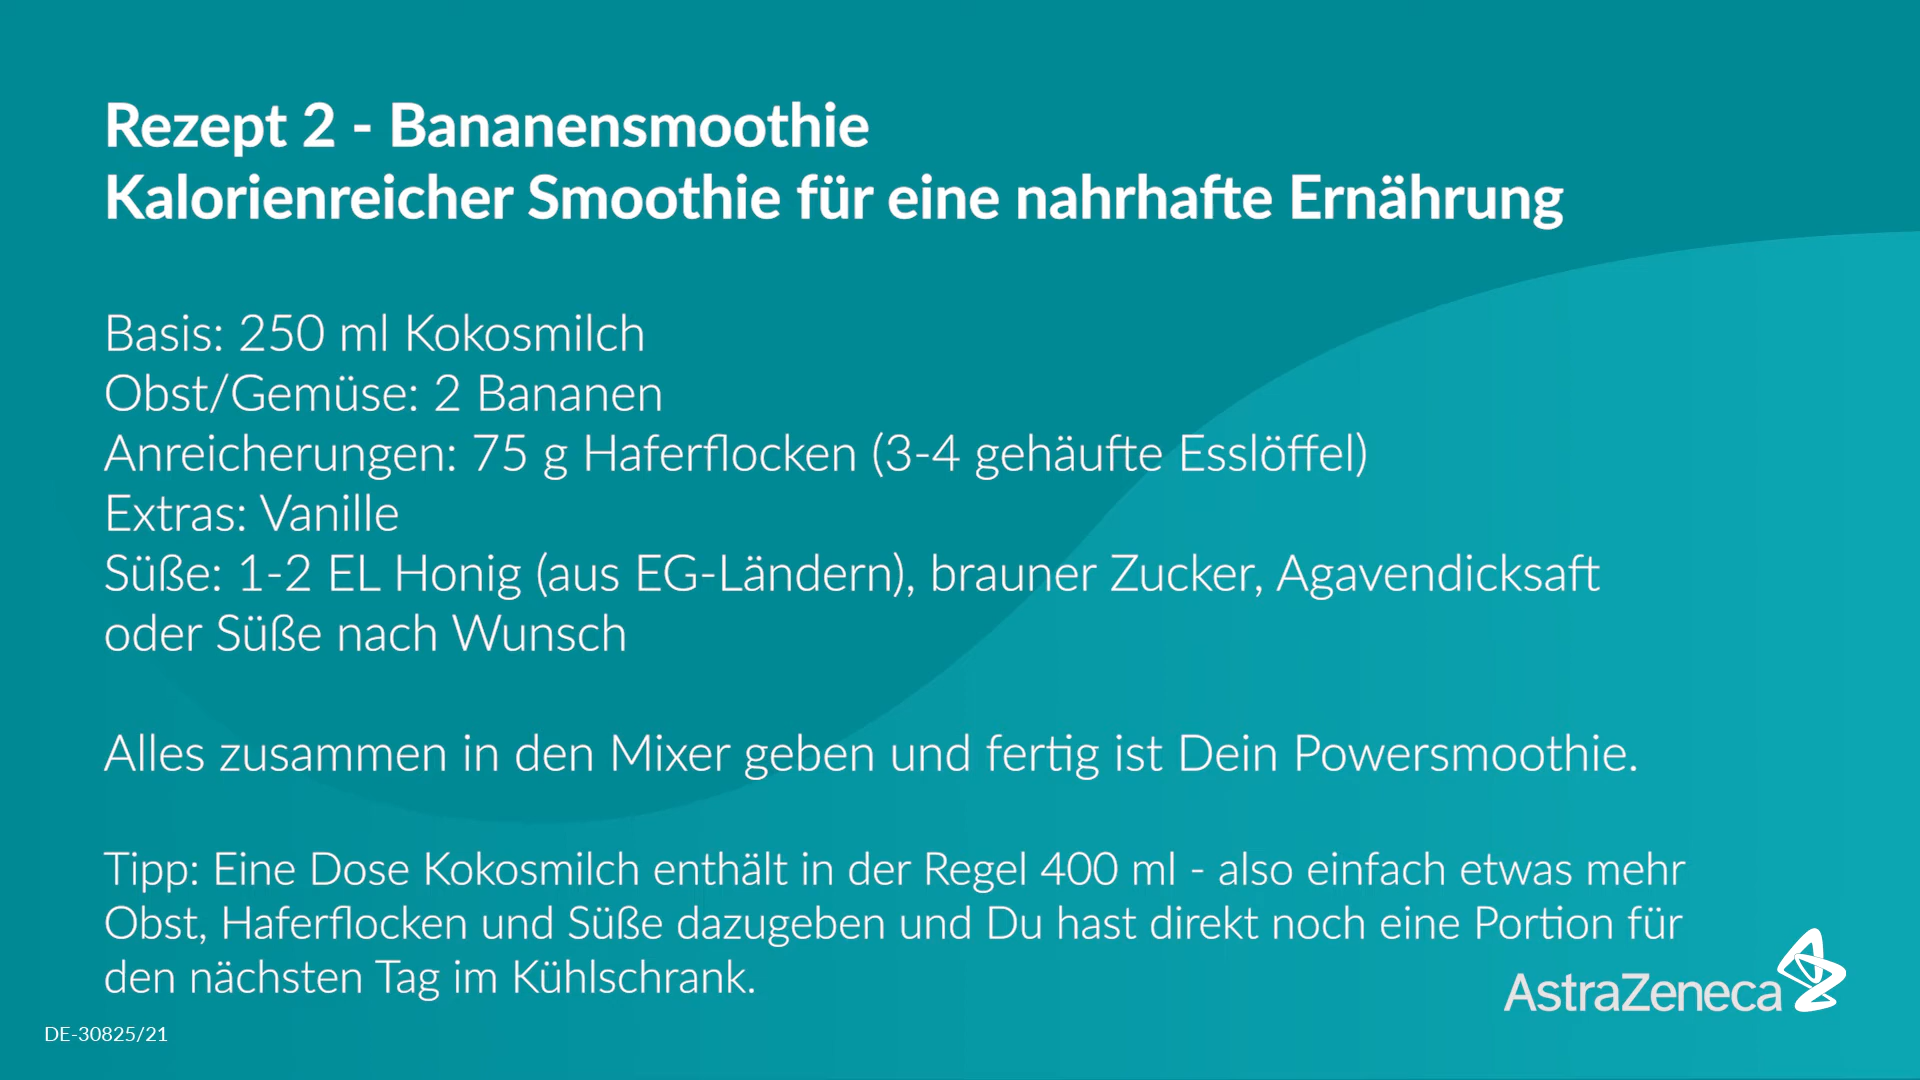 Rezept 2 - Bananensmoothie
Kalorienreicher Smoothie für eine nahrhafte Ernährung
Basis: 250 ml Kokosmilch
Obst/Gemüse: 2 Bananen
Anreicherungen: 75 g Haferflocken (3-4 gehäufte Esslöffel)
Extras: Vanille
Süße: 1-2 EL Honig (aus EG-Ländern), brauner Zucker, Agavendicksaft
oder Süße nach Wunsch
Alles zusammen in den Mixer geben und fertig ist Dein Powersmoothie.
Tipp: Eine Dose Kokosmilch enthält in der Regel 400 ml - also einfach etwas mehr
Obst, Haferflocken und Süße dazugeben und Du hast direkt noch eine Portion für
den nächsten Tag im Kühlschrank.
AstraZeneca
DE-30825/21